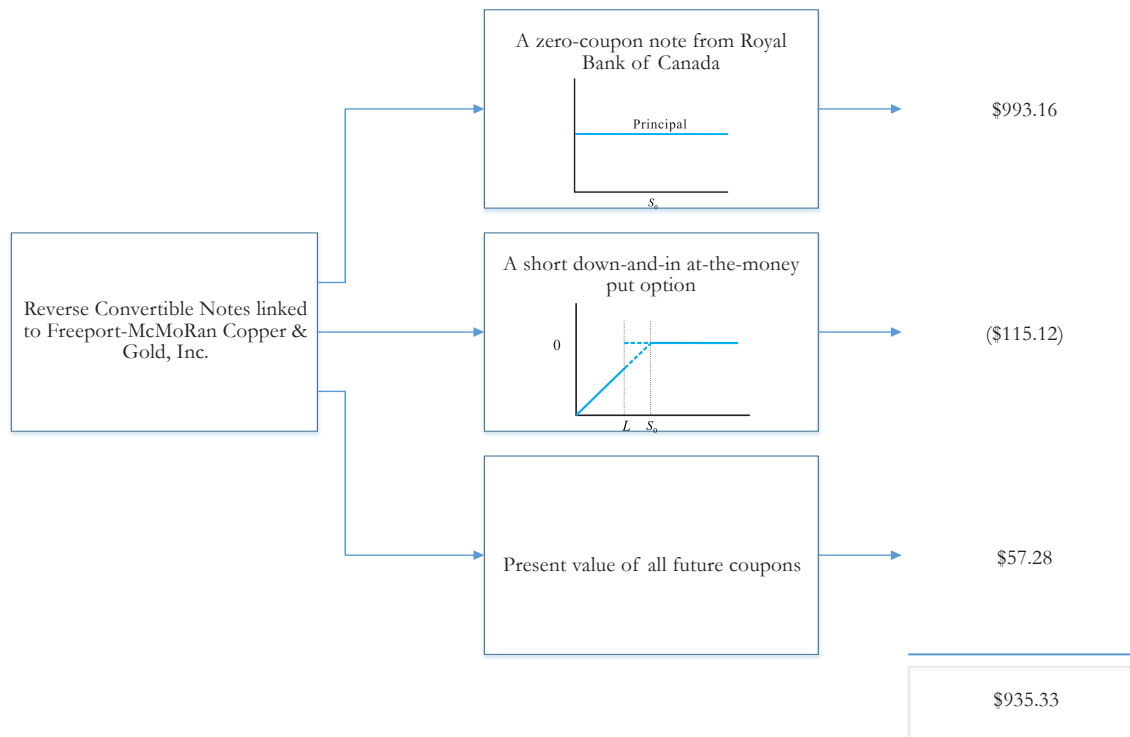 A zero-coupon note from Royal
Bank of Canada
Principal
S₀
$993.16
Reverse Convertible Notes linked
to Freeport-McMoRan Copper &
Gold, Inc.
A short down-and-in at-the-money
put option
0
L S₀
($115.12)
Present value of all future coupons
$57.28
$935.33